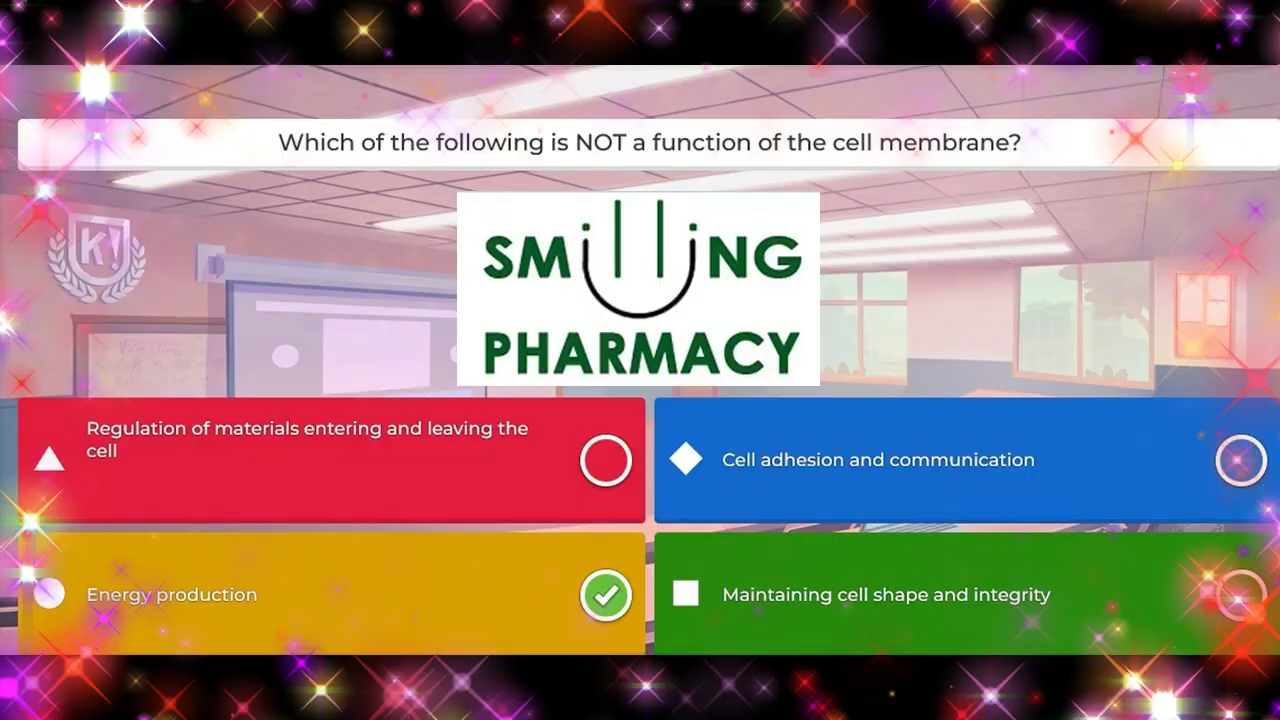 Which of the following is NOT a function of the cell membrane?
K!
SMiLLiNG
PHARMACY
Regulation of materials entering and leaving the
cell
Cell adhesion and communication
Energy production
Maintaining cell shape and integrity